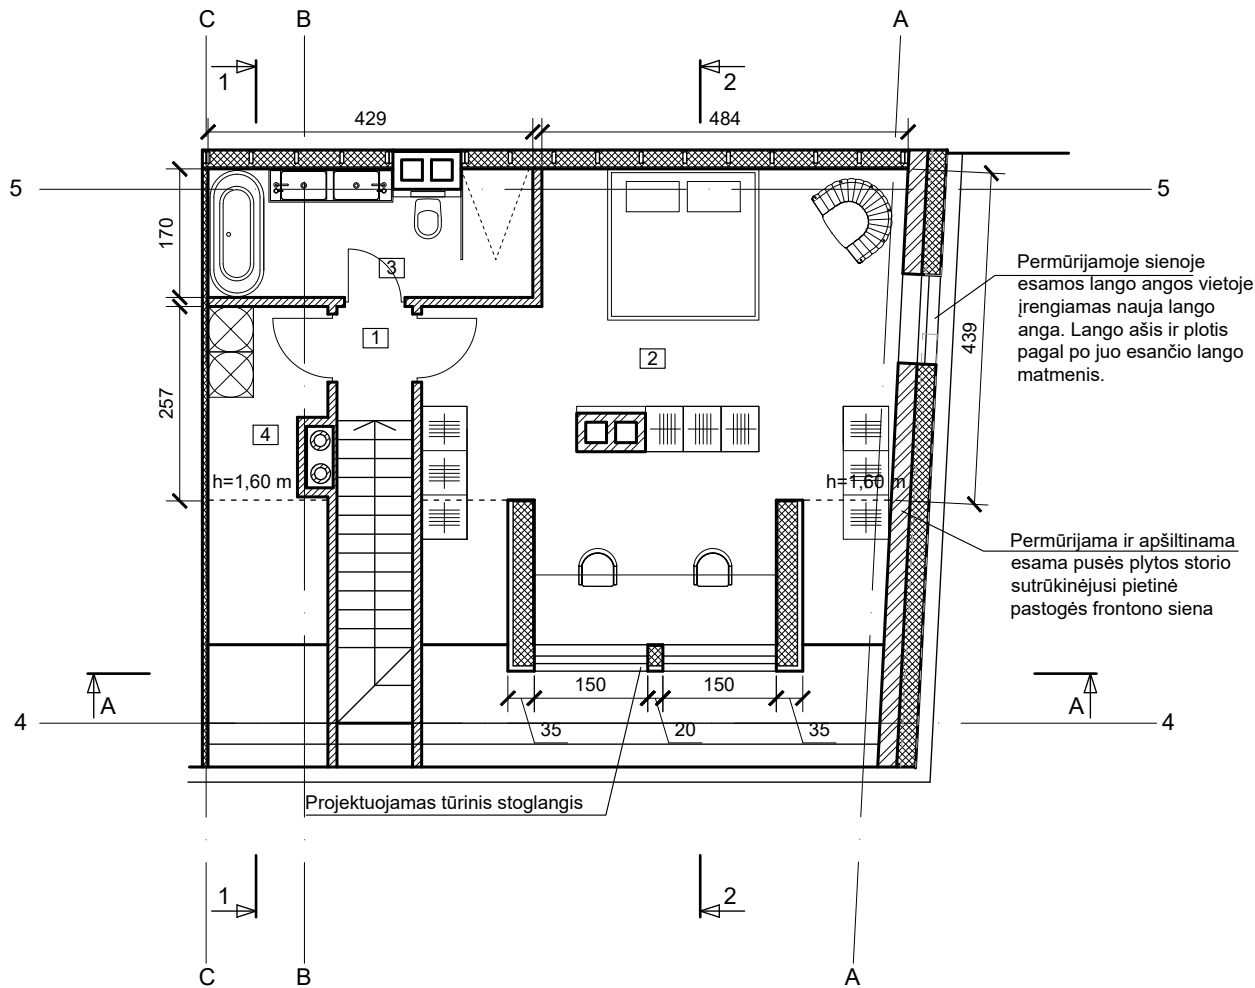 C
B
A
1
2
429
484
5
5
170
3
Permūrijamoje sienoje
esamos lango angos vietoje
įrengiamas nauja lango
anga. Lango ašis ir plotis
pagal po juo esančio lango
matmenis.
1
2
439
257
4
h=1,60 m
h=1,60 m
Permūrijama ir apšiltinama
esama pusės plytos storio
sutrūkinėjusi pietinė
pastogės frontono siena
A
150
150
A
4
35
20
35
4
Projektuojamas tūrinis stoglangis
1
2
C
B
A